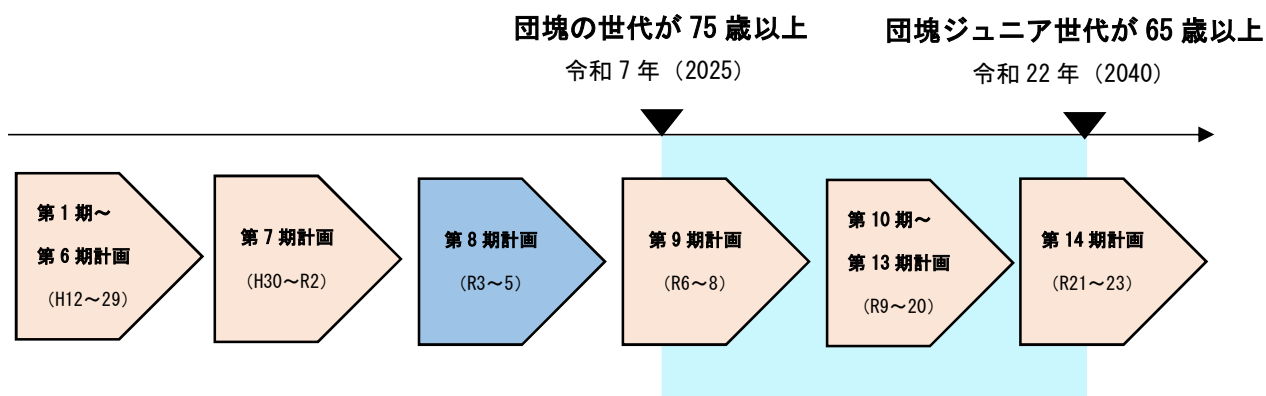 団塊の世代が 75 歳以上
令和 7 年（2025）
団塊ジュニア世代が 65 歳以上
令和 22 年（2040）
第 1 期～
第 6 期計画
（H12～29）
第 7 期計画
（H30～R2）
第 8 期計画
（R3～5）
第 9 期計画
（R6～8）
第 10 期～
第 13 期計画
（R9～20）
第 14 期計画
（R21～23）